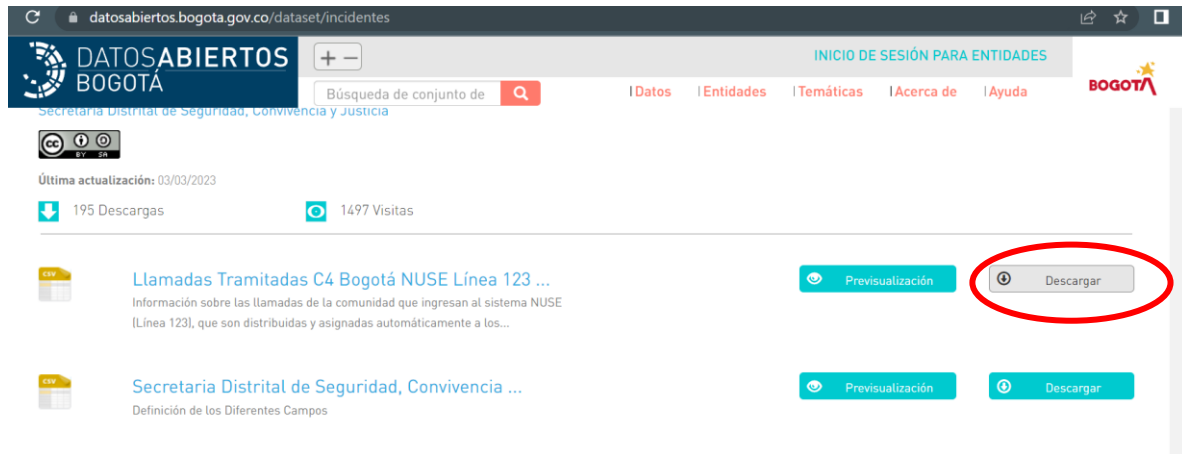 datosabiertos.bogota.gov.co/dataset/incidentes
DATOSABIERTOS
BOGOTÁ
+ −
INICIO DE SESIÓN PARA ENTIDADES
Búsqueda de conjunto de
| Datos | Entidades | Temáticas | Acerca de | Ayuda
BOGOTÁ
Secretaría Distrital de Seguridad, Convivencia y Justicia
cc BY SA
Última actualización: 03/03/2023
195 Descargas 1497 Visitas
CSV
Llamadas Tramitadas C4 Bogotá NUSE Línea 123 ...
Previsualización Descargar
Información sobre las llamadas de la comunidad que ingresan al sistema NUSE
(Línea 123), que son distribuidas y asignadas automáticamente a los...
CSV
Secretaria Distrital de Seguridad, Convivencia ...
Previsualización Descargar
Definición de los Diferentes Campos